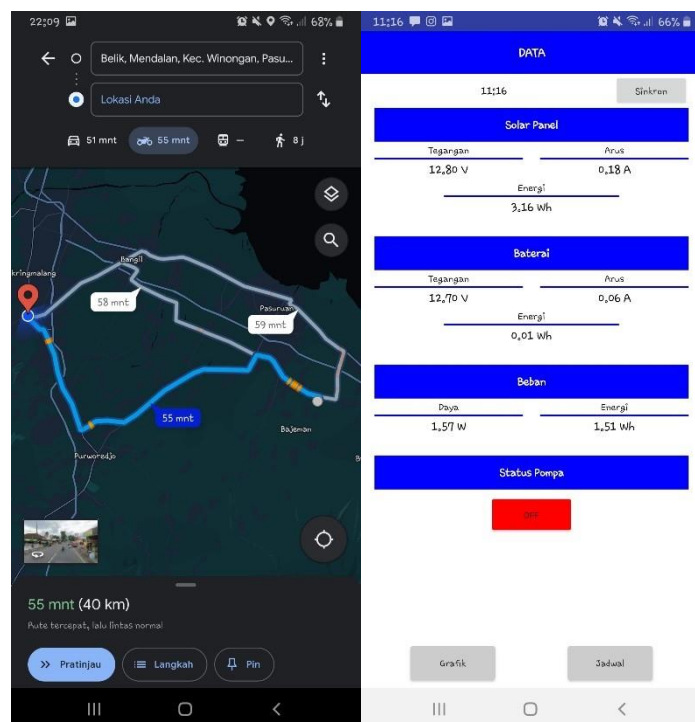 22;09
68%
Belik, Mendalan, Kec. Winongan, Pasu...
Lokasi Anda
51 mnt
55 mnt
–
8 j
Bangil
kringmalang
58 mnt
Pasuruan
59 mnt
55 mnt
Bajeman
Purworedjo
55 mnt (40 km)
Rute tercepat, lalu lintas normal
Pratinjau
Langkah
Pin
11;16
66%
DATA
11;16
Sinkron
Solar Panel
Tegangan
Arus
12,80 V
0,18 A
Energi
3,16 Wh
Baterai
Tegangan
Arus
12,70 V
0,06 A
Energi
0,01 Wh
Beban
Daya
Energi
1,57 W
1,51 Wh
Status Pompa
OFF
Grafik
Jadwal